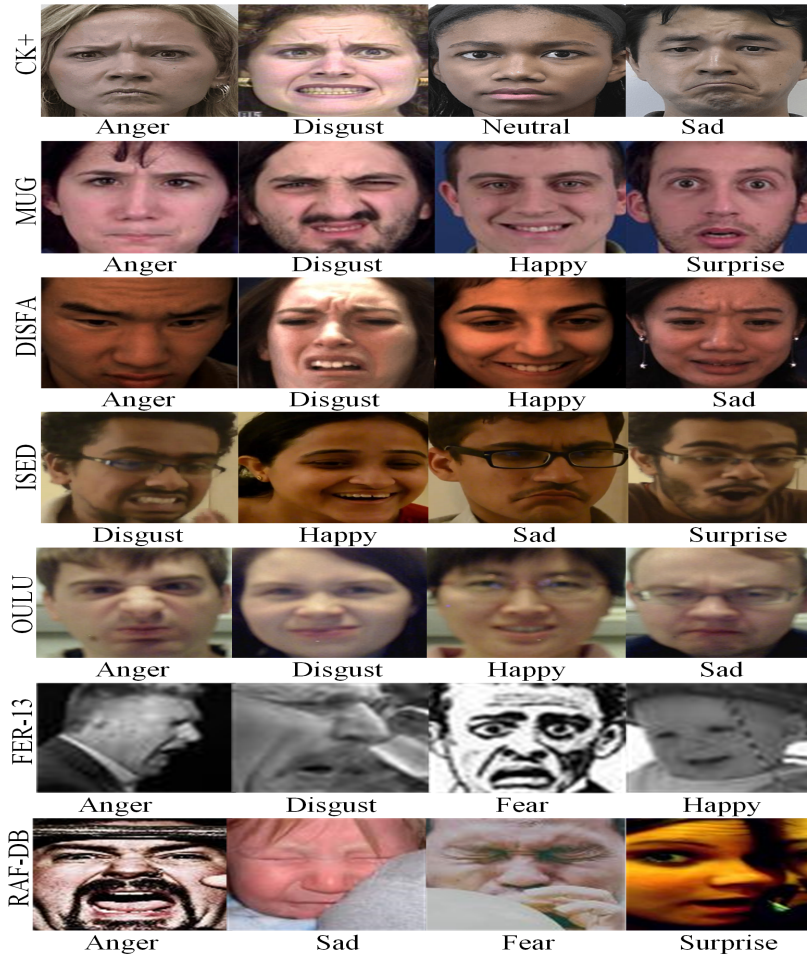 CK+
Anger Disgust Neutral Sad
MUG
Anger Disgust Happy Surprise
DISFA
Anger Disgust Happy Sad
ISED
Disgust Happy Sad Surprise
OULU
Anger Disgust Happy Sad
FER-13
Anger Disgust Fear Happy
RAF-DB
Anger Sad Fear Surprise